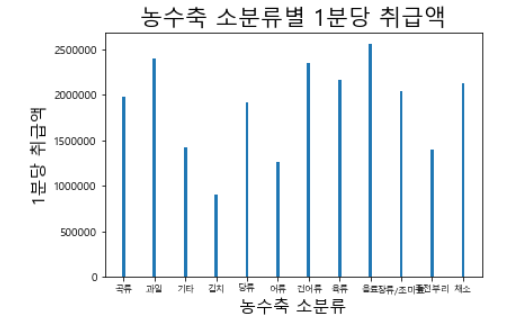 농수축 소분류별 1분당 취급액
1분당 취급액
2500000
2000000
1500000
1000000
500000
0
곡류 과일 기타 김치 당류 어류 건어류 육류 음료 장류/조미료 주전부리 채소
농수축 소분류